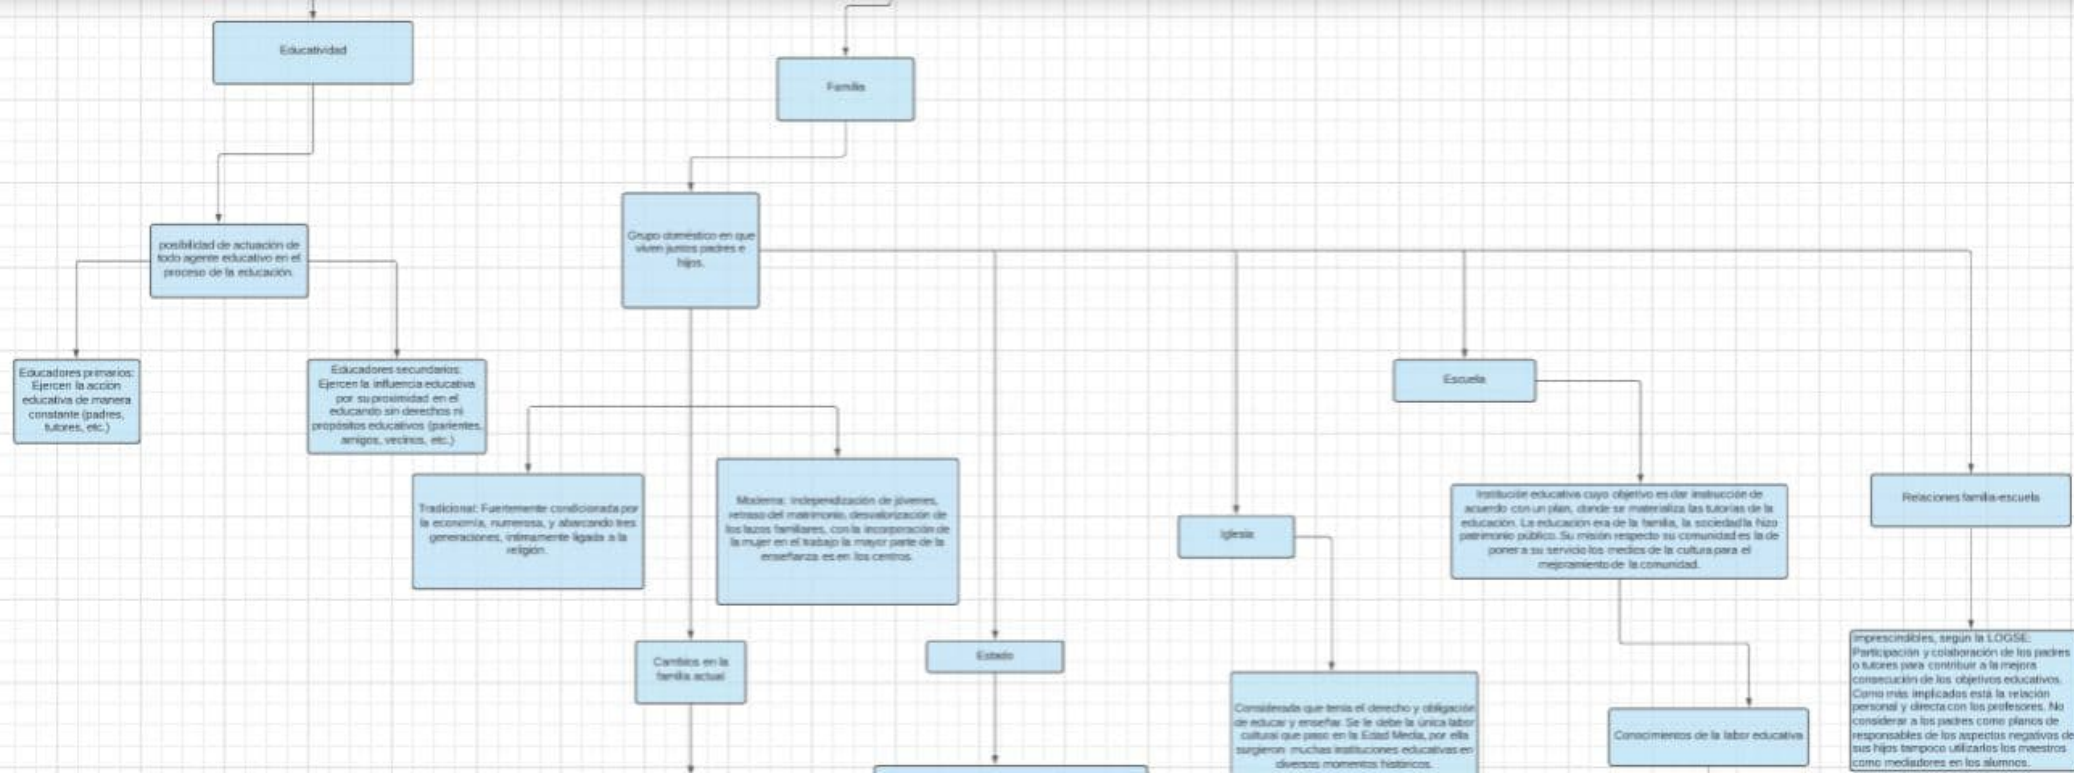 Educatividad
Familia
posibilidad de actuación de
todo agente educativo en el
proceso de la educación.
Grupo doméstico en que
viven juntos padres e
hijos.
Educadores primarios:
Ejercen la acción
educativa de manera
constante (padres,
tutores, etc.)
Educadores secundarios:
Ejercen la influencia educativa
por su proximidad en el
educando sin derechos ni
propósitos educativos (parientes,
amigos, vecinos, etc.)
Escuela
Tradicional: Fuertemente condicionada por
la economía, numerosa, y abarcando tres
generaciones, íntimamente ligada a la
religión.
Moderna: Independización de jóvenes,
retraso del matrimonio, desvalorización de
los lazos familiares, con la incorporación de
la mujer en el trabajo la mayor parte de la
enseñanza es en los centros.
Iglesia
Institución educativa cuyo objetivo es dar instrucción de
acuerdo con un plan, donde se materializa las tutorías de la
educación. La educación era de la familia, la sociedad la hizo
patrimonio público. Su misión respecto su comunidad es la de
poner a su servicio los medios de la cultura para el
mejoramiento de la comunidad.
Relaciones familia-escuela
Cambios en la
familia actual
Estado
Considerada que tenía el derecho y obligación
de educar y enseñar. Se le debe la única labor
cultural que paso en la Edad Media, por ella
surgieron muchas instituciones educativas en
diversos momentos históricos.
Conocimientos de la labor educativa
Imprescindibles, según la LOGSE:
Participación y colaboración de los padres
o tutores para contribuir a la mejora
consecución de los objetivos educativos.
Como más implicados está la relación
personal y directa con los profesores. No
considerar a los padres como planos de
responsables de los aspectos negativos de
sus hijos tampoco utilizarlos los maestros
como mediadores en los alumnos.